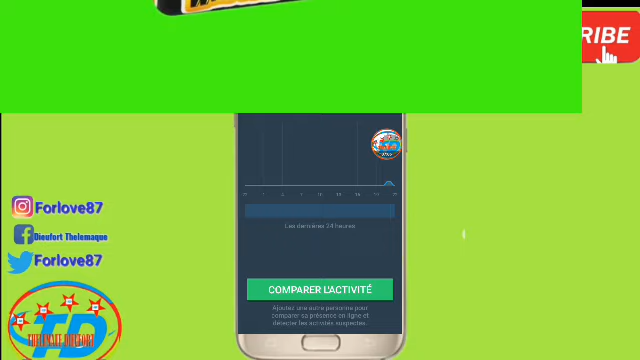 RIBE
Forlove87
Dieufort Thelemaque
Forlove87
Les dernières 24 heures
COMPARER L'ACTIVITÉ
Ajoutez une autre personne pour
comparer sa présence en ligne et
détecter les activités suspectes.
TD